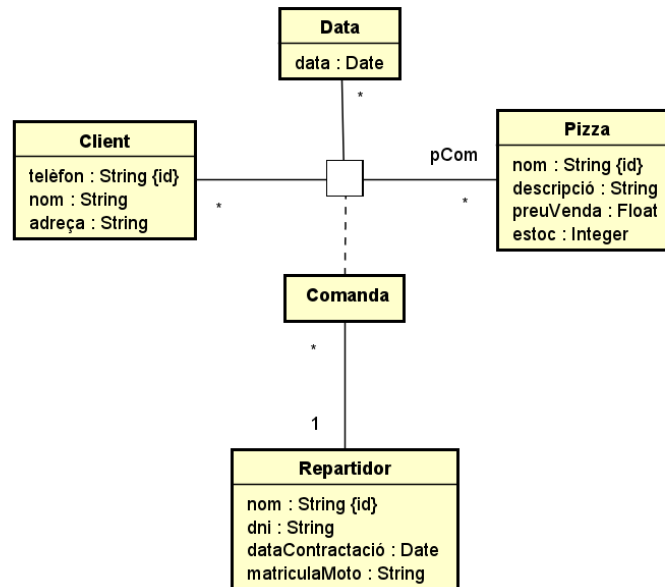 Data
data : Date
*
Client
telèfon : String {id}
nom : String
adreça : String
*
pCom
*
Pizza
nom : String {id}
descripció : String
preuVenda : Float
estoc : Integer
Comanda
*
1
Repartidor
nom : String {id}
dni : String
dataContractació : Date
matriculaMoto : String